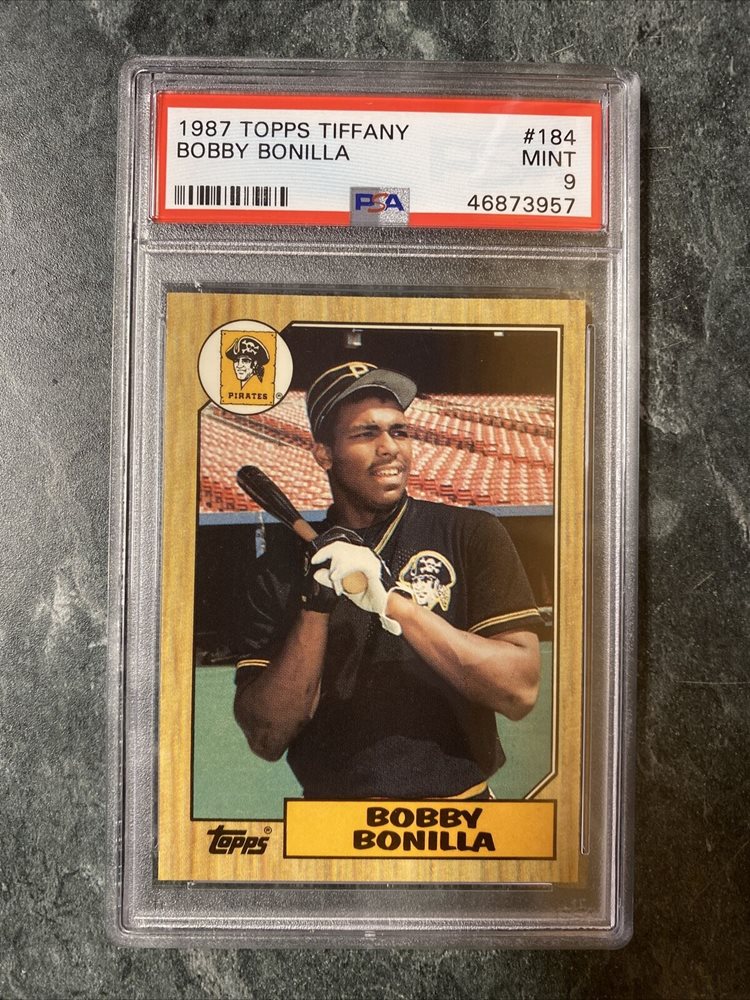 1987 TOPPS TIFFANY #184
BOBBY BONILLA MINT
9
PSA 46873957
PIRATES®
P
topps®
BOBBY
BONILLA